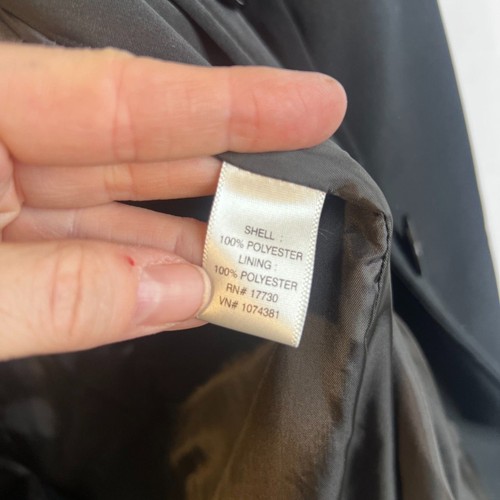 SHELL :
100% POLYESTER
LINING :
100% POLYESTER
RN# 17730
VN# 1074381